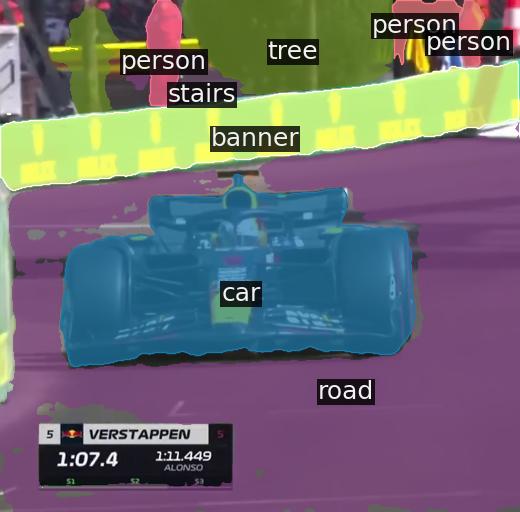 person
person
person
tree
stairs
banner
car
road
5 VERSTAPPEN 5
1:07.4 1:11.449
ALONSO
S1 S2 S3